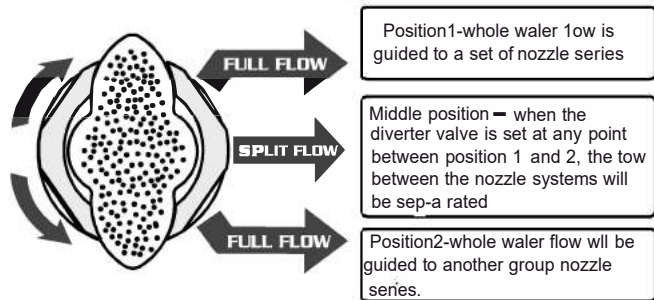 FULL FLOW
Position1-whole waler 1ow is
guided to a set of nozzle series
SPLIT FLOW
Middle position – when the
diverter valve is set at any point
between position 1 and 2, the tow
between the nozzle systems will
be sep-a rated
FULL FLOW
Position2-whole waler flow wll be
guided to another group nozzle
senes.